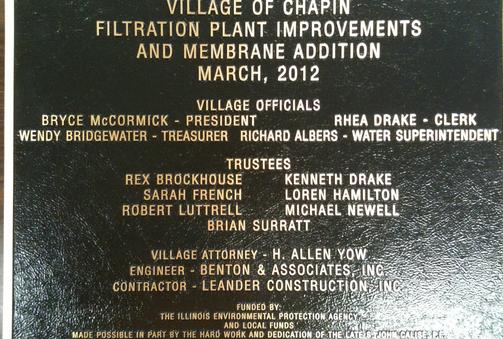 VILLAGE OF CHAPIN
FILTRATION PLANT IMPROVEMENTS
AND MEMBRANE ADDITION
MARCH, 2012
VILLAGE OFFICIALS
BRYCE McCORMICK - PRESIDENT RHEA DRAKE - CLERK
WENDY BRIDGEWATER - TREASURER RICHARD ALBERS - WATER SUPERINTENDENT
TRUSTEES
REX BROCKHOUSE KENNETH DRAKE
SARAH FRENCH LOREN HAMILTON
ROBERT LUTTRELL MICHAEL NEWELL
BRIAN SURRATT
VILLAGE ATTORNEY - H. ALLEN YOW
ENGINEER - BENTON & ASSOCIATES, INC.
CONTRACTOR - LEANDER CONSTRUCTION, INC
FUNDED BY:
THE ILLINOIS ENVIRONMENTAL PROTECTION AGENCY
AND LOCAL FUNDS
MADE POSSIBLE IN PART BY THE HARD WORK AND DEDICATION OF THE LATE JOHN CALISE, P.E.